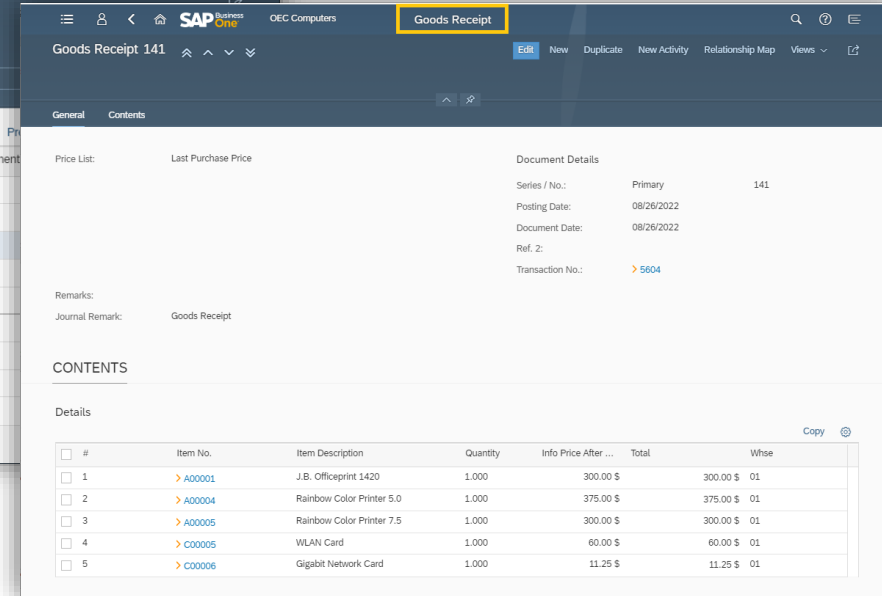 SAP Business One OEC Computers Goods Receipt
Goods Receipt 141 Edit New Duplicate New Activity Relationship Map Views
General Contents
Price List: Last Purchase Price Document Details
Series / No.: Primary 141
Posting Date: 08/26/2022
Document Date: 08/26/2022
Ref. 2:
Transaction No.: 5604
Remarks:
Journal Remark: Goods Receipt
CONTENTS
Details
Copy
# Item No. Item Description Quantity Info Price After ... Total Whse
1 A00001 J.B. Officeprint 1420 1.000 300.00 $ 300.00 $ 01
2 A00004 Rainbow Color Printer 5.0 1.000 375.00 $ 375.00 $ 01
3 A00005 Rainbow Color Printer 7.5 1.000 300.00 $ 300.00 $ 01
4 C00005 WLAN Card 1.000 60.00 $ 60.00 $ 01
5 C00006 Gigabit Network Card 1.000 11.25 $ 11.25 $ 01